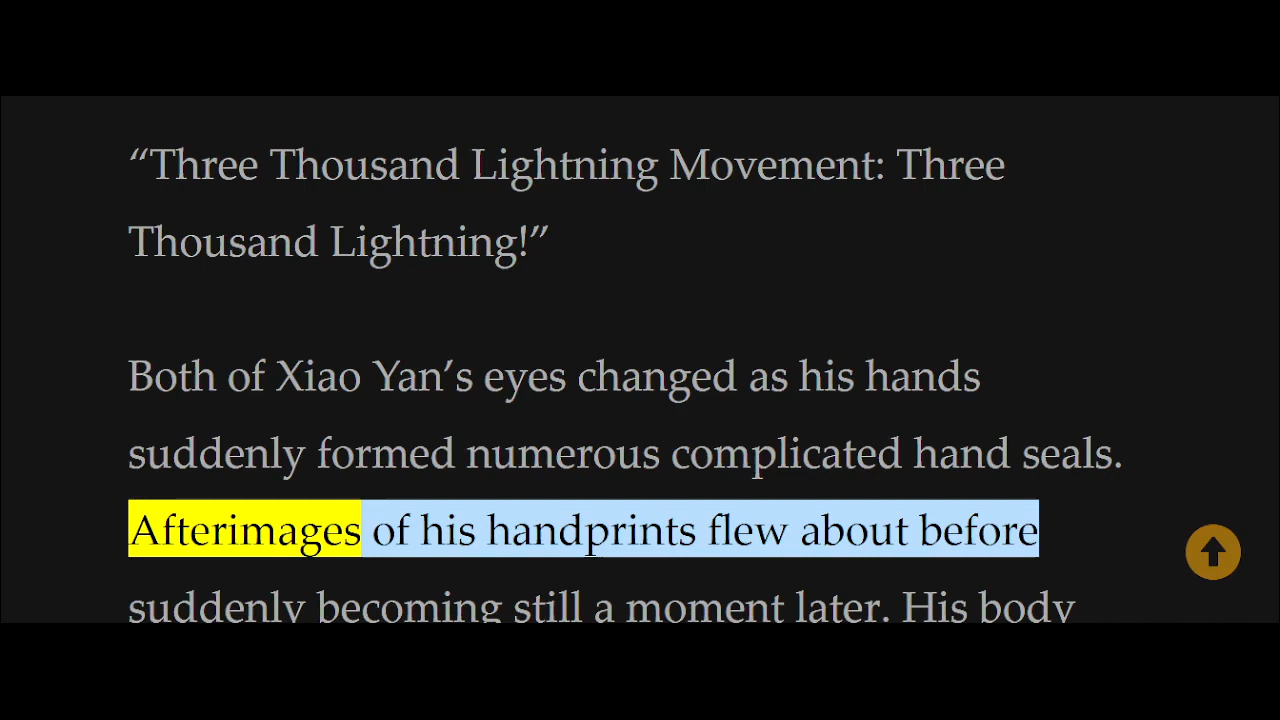 “Three Thousand Lightning Movement: Three
Thousand Lightning!”
Both of Xiao Yan’s eyes changed as his hands
suddenly formed numerous complicated hand seals.
Afterimages of his handprints flew about before
suddenly becoming still a moment later. His body